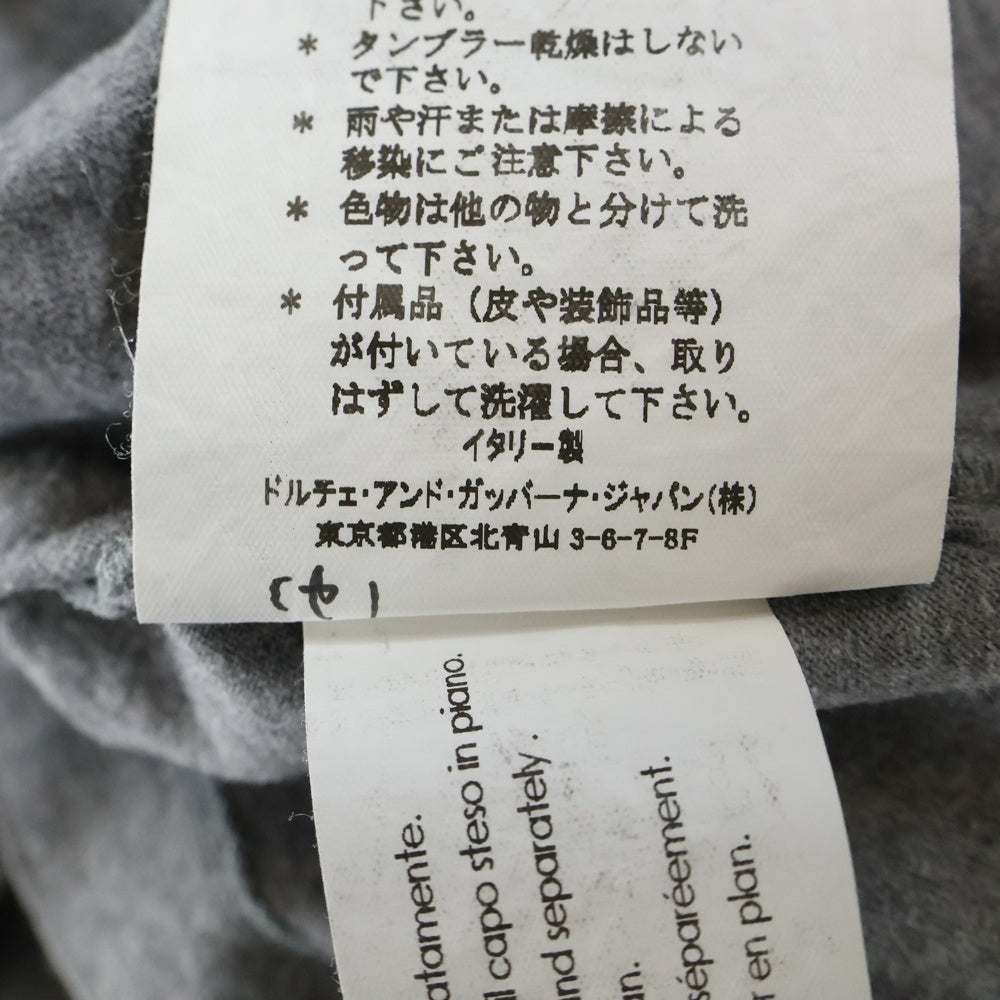 下さい。
* タンブラー乾燥はしない
で下さい。
* 雨や汗または摩擦による
移染にご注意下さい。
* 色物は他の物と分けて洗
って下さい。
* 付属品（皮や装飾品等）
が付いている場合、取り
はずして洗濯して下さい。
イタリー製
ドルチェ・アンド・ガッバーナ・ジャパン(株)
東京都港区北青山 3-6-7-8F
atamente.
il capo steso in piano.
and separately.
an.
séparéement.
r en plan.